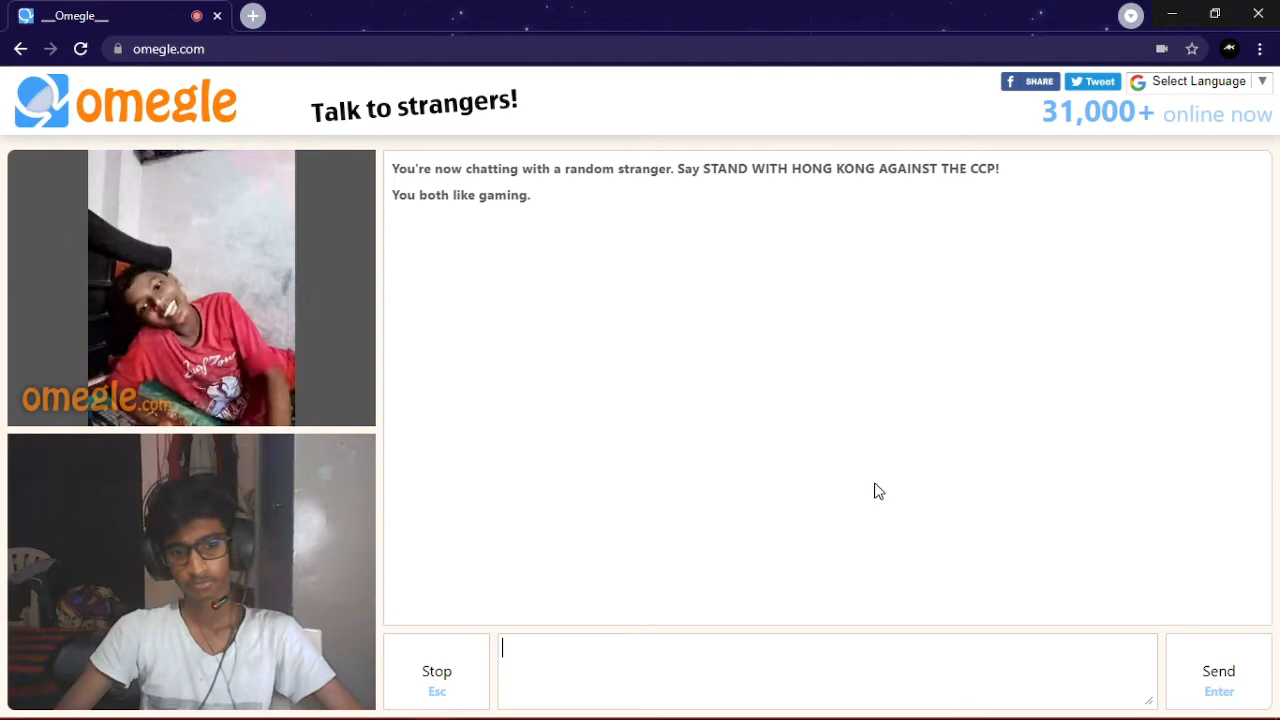 __Omegle__
omegle.com
omegle
Talk to strangers!
SHARE
Tweet
Select Language
31,000+ online now
omegle.com
You're now chatting with a random stranger. Say STAND WITH HONG KONG AGAINST THE CCP!
You both like gaming.
Stop
Esc
Send
Enter